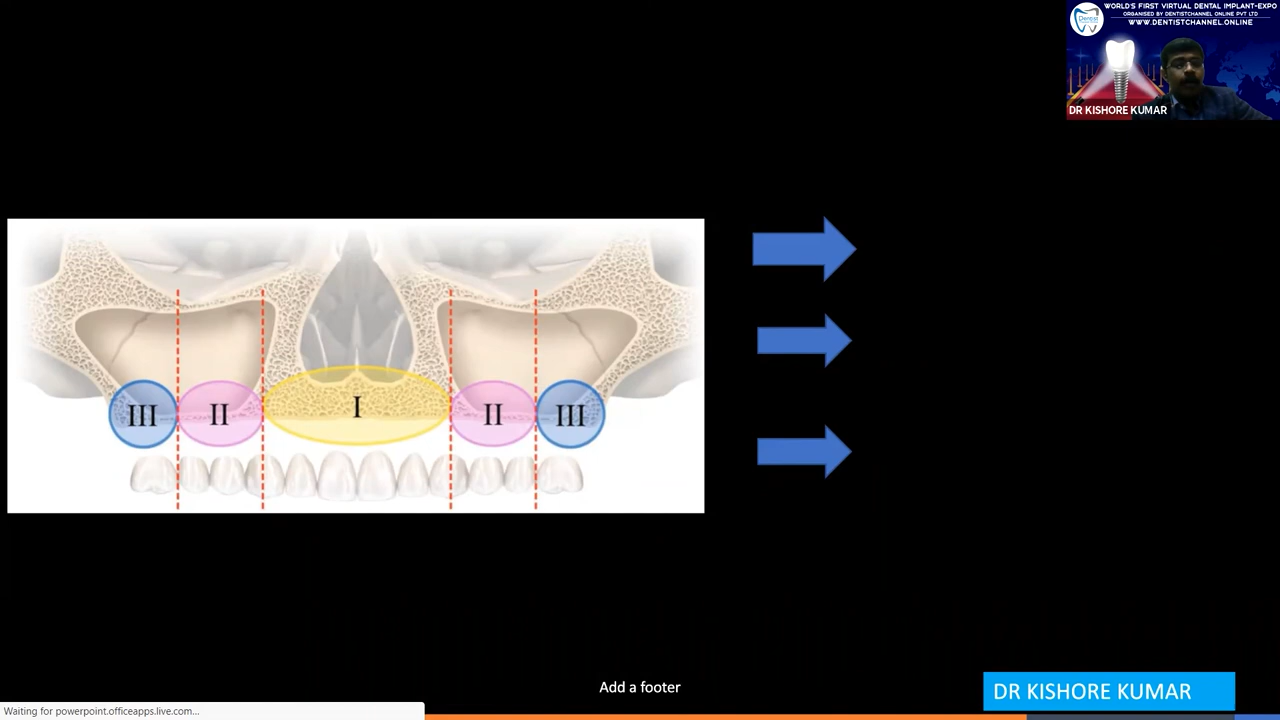 WORLD'S FIRST VIRTUAL DENTAL IMPLANT-EXPO
ORGANISED BY DENTISTCHANNEL ONLINE PVT LTD
WWW.DENTISTCHANNEL.ONLINE
Dentist
DR KISHORE KUMAR
III
II
I
II
III
Add a footer
DR KISHORE KUMAR
Waiting for powerpoint.officeapps.live.com...